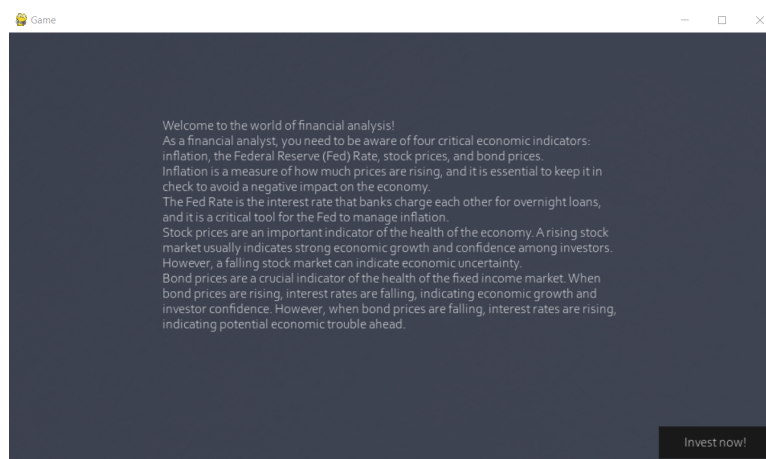 Game
Welcome to the world of financial analysis!
As a financial analyst, you need to be aware of four critical economic indicators:
inflation, the Federal Reserve (Fed) Rate, stock prices, and bond prices.
Inflation is a measure of how much prices are rising, and it is essential to keep it in
check to avoid a negative impact on the economy.
The Fed Rate is the interest rate that banks charge each other for overnight loans,
and it is a critical tool for the Fed to manage inflation.
Stock prices are an important indicator of the health of the economy. A rising stock
market usually indicates strong economic growth and confidence among investors.
However, a falling stock market can indicate economic uncertainty.
Bond prices are a crucial indicator of the health of the fixed income market. When
bond prices are rising, interest rates are falling, indicating economic growth and
investor confidence. However, when bond prices are falling, interest rates are rising,
indicating potential economic trouble ahead.
Invest now!